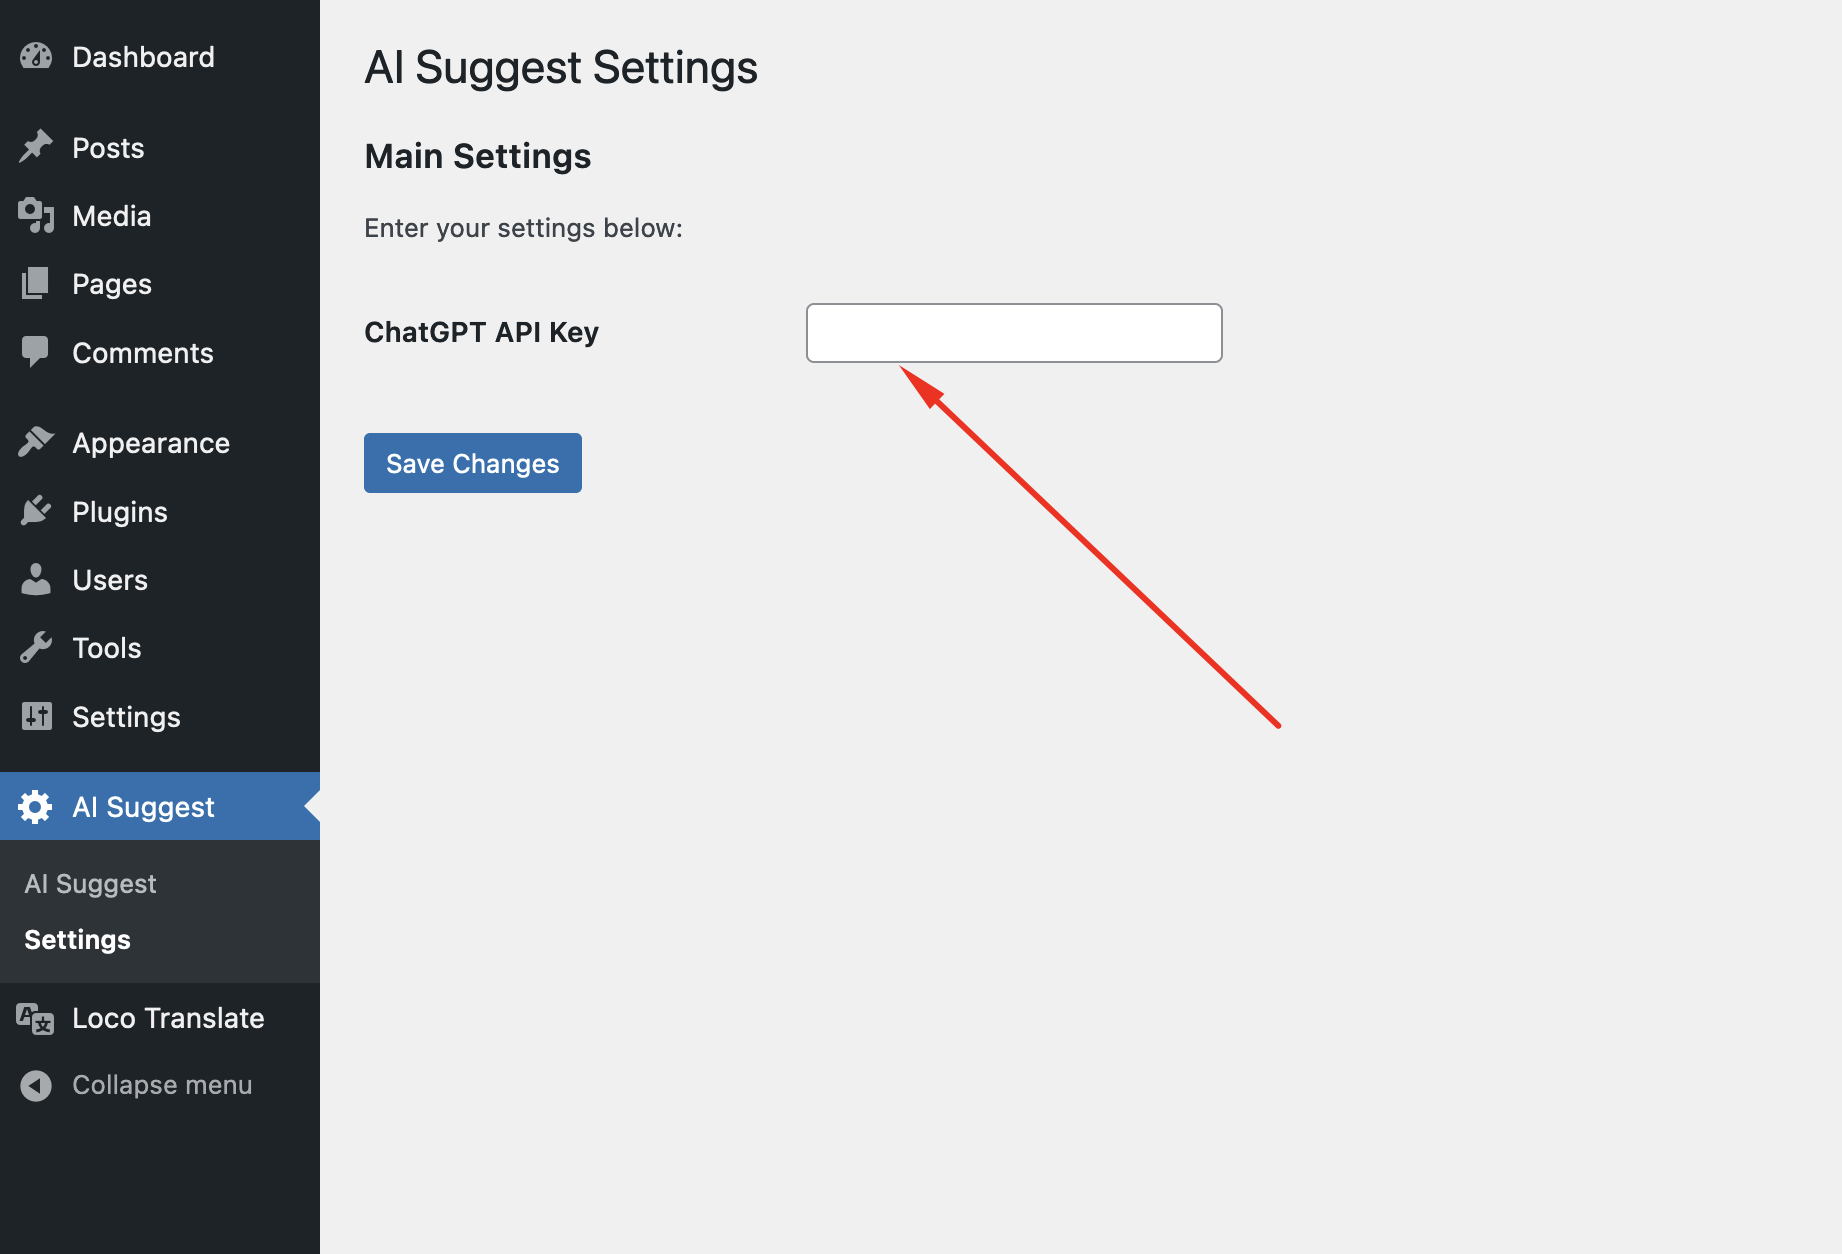 Dashboard
Posts
Media
Pages
Comments
Appearance
Plugins
Users
Tools
Settings
AI Suggest
AI Suggest
Settings
Loco Translate
Collapse menu
AI Suggest Settings
Main Settings
Enter your settings below:
ChatGPT API Key
Save Changes